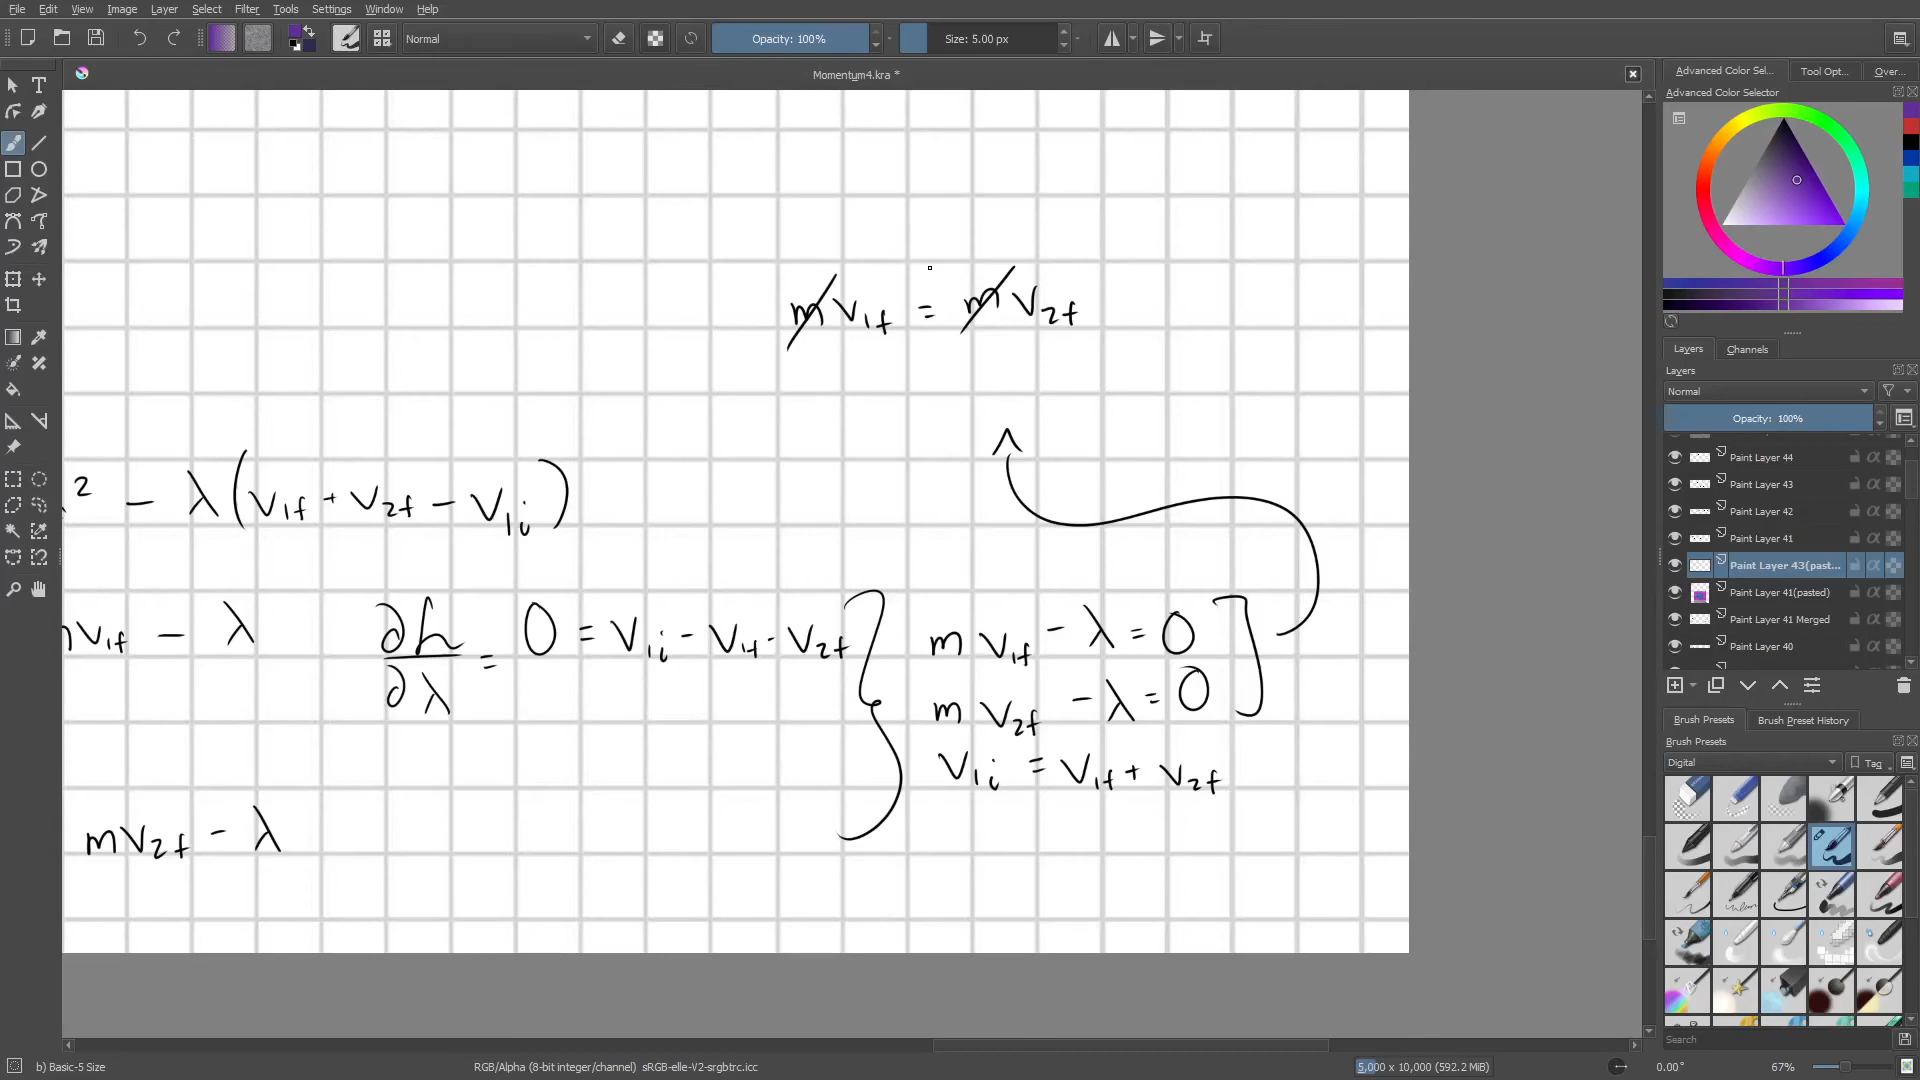 File Edit View Image Layer Select Filter Tools Settings Window Help
Normal
Opacity: 100%
Size: 5.00 px
Momentum4.kra *
Advanced Color Sel...
Tool Opt...
Over...
Advanced Color Selector
m v₁f = m v₂f
² − λ(v₁f + v₂f − v₁i)
mv₁f − λ
∂h/∂λ = 0 = v₁i − v₁f − v₂f
m v₁f − λ = 0
m v₂f − λ = 0
v₁i = v₁f + v₂f
mv₂f − λ
Layers
Channels
Layers
Normal
Opacity: 100%
Paint Layer 44
Paint Layer 43
Paint Layer 42
Paint Layer 41
Paint Layer 43(past...
Paint Layer 41(pasted)
Paint Layer 41 Merged
Paint Layer 40
Brush Presets
Brush Preset History
Brush Presets
Digital
Tag
Search
b) Basic-5 Size
RGB/Alpha (8-bit integer/channel) sRGB-elle-V2-srgbtrc.icc
5,000 x 10,000 (592.2 MiB)
0.00°
67%